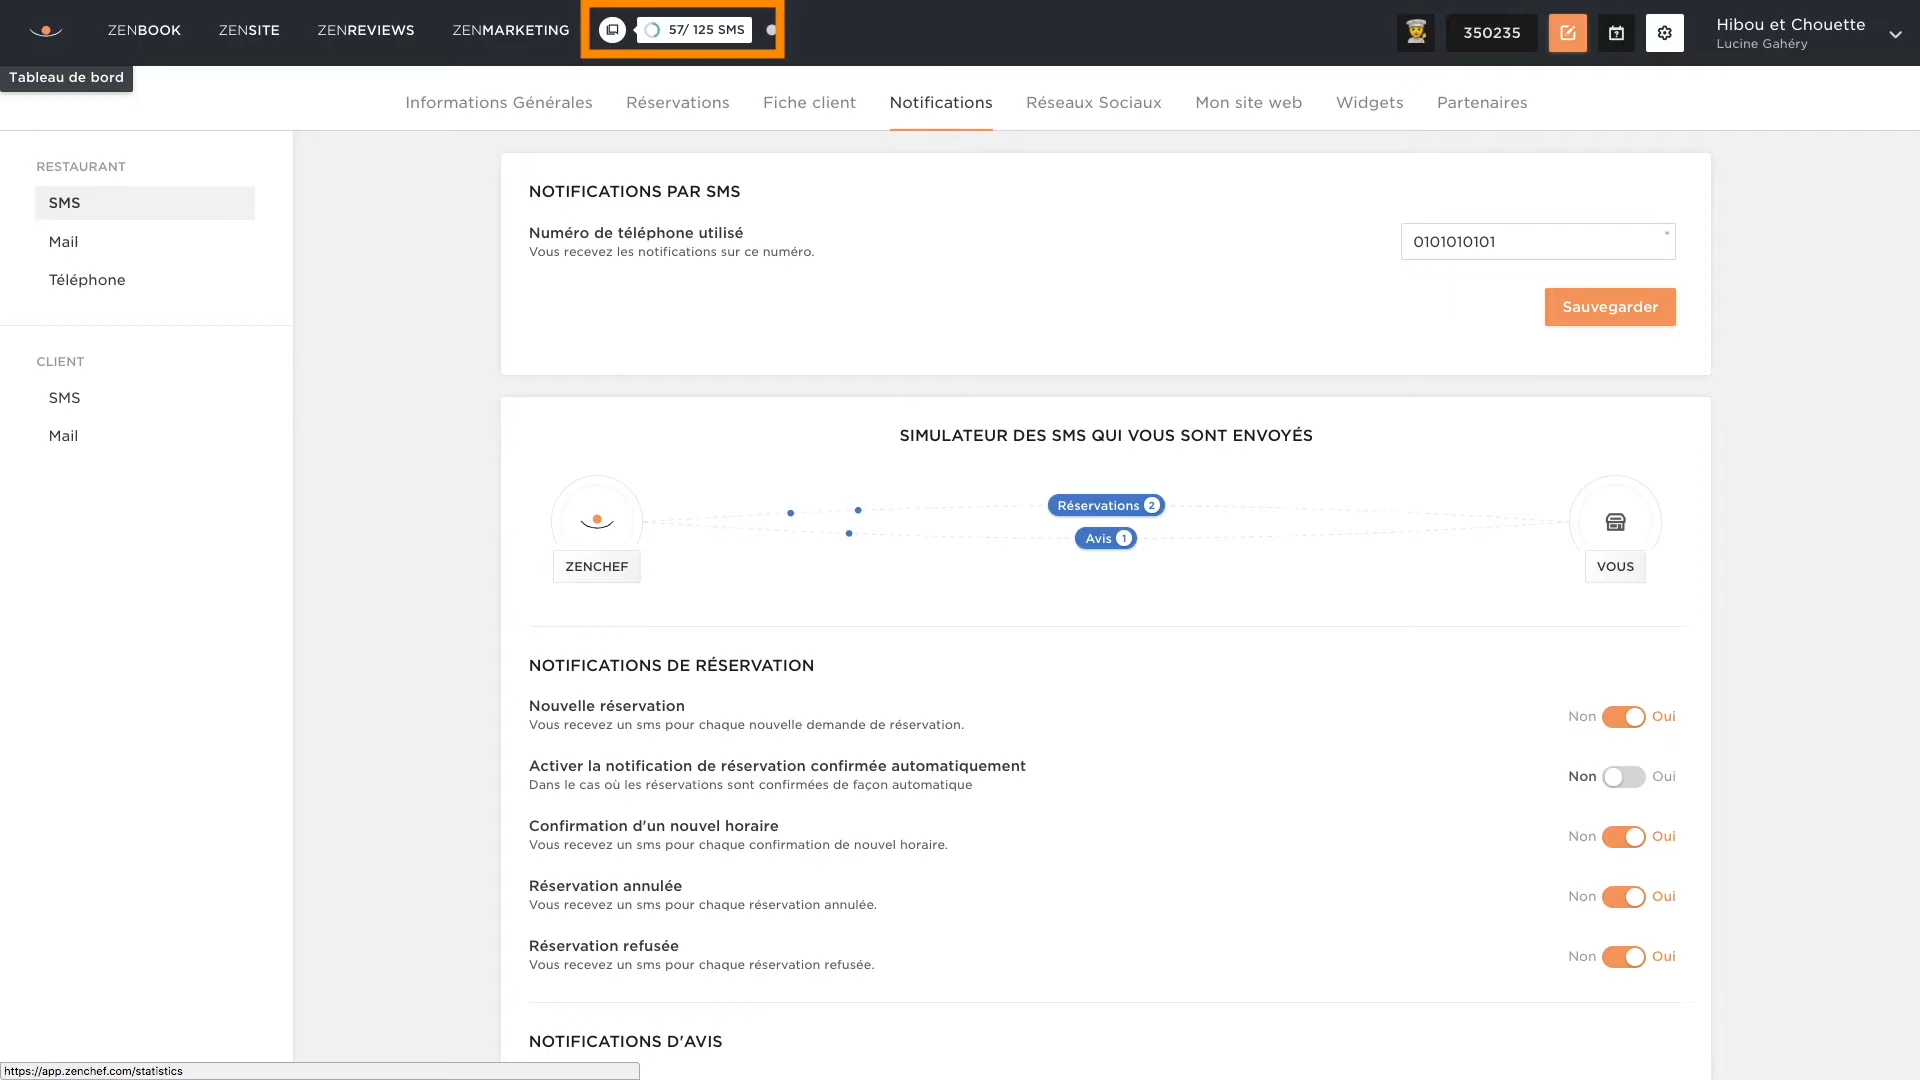 ZENBOOK
ZENSITE
ZENREVIEWS
ZENMARKETING
57/ 125 SMS
350235
Hibou et Chouette
Lucine Gahéry
Tableau de bord
Informations Générales
Réservations
Fiche client
Notifications
Réseaux Sociaux
Mon site web
Widgets
Partenaires
RESTAURANT
SMS
Mail
Téléphone
CLIENT
SMS
Mail
NOTIFICATIONS PAR SMS
Numéro de téléphone utilisé
Vous recevez les notifications sur ce numéro.
0101010101 *
Sauvegarder
SIMULATEUR DES SMS QUI VOUS SONT ENVOYÉS
Réservations 2
Avis 1
ZENCHEF
VOUS
NOTIFICATIONS DE RÉSERVATION
Nouvelle réservation
Vous recevez un sms pour chaque nouvelle demande de réservation.
Non Oui
Activer la notification de réservation confirmée automatiquement
Dans le cas où les réservations sont confirmées de façon automatique
Non Oui
Confirmation d'un nouvel horaire
Vous recevez un sms pour chaque confirmation de nouvel horaire.
Non Oui
Réservation annulée
Vous recevez un sms pour chaque réservation annulée.
Non Oui
Réservation refusée
Vous recevez un sms pour chaque réservation refusée.
Non Oui
NOTIFICATIONS D'AVIS
https://app.zenchef.com/statistics